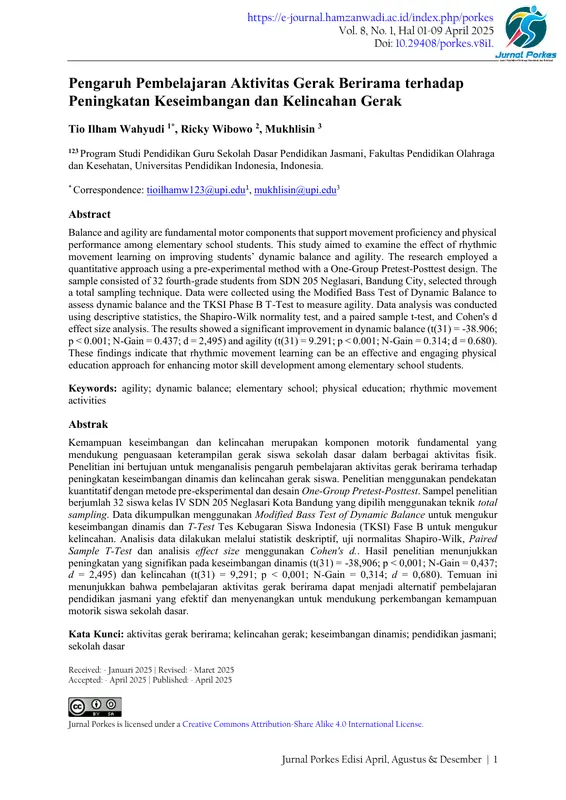 https://e-journal.hamzanwadi.ac.id/index.php/porkes
Vol. 8, No. 1, Hal 01-09 April 2025
Doi: 10.29408/porkes.v8i1.
Jurnal Porkes
Pengaruh Pembelajaran Aktivitas Gerak Berirama terhadap
Peningkatan Keseimbangan dan Kelincahan Gerak
Tio Ilham Wahyudi 1*, Ricky Wibowo 2, Mukhlisin 3
123 Program Studi Pendidikan Guru Sekolah Dasar Pendidikan Jasmani, Fakultas Pendidikan Olahraga
dan Kesehatan, Universitas Pendidikan Indonesia, Indonesia.
* Correspondence: tioilhamw123@upi.edu1, mukhlisin@upi.edu3
Abstract
Balance and agility are fundamental motor components that support movement proficiency and physical
performance among elementary school students. This study aimed to examine the effect of rhythmic
movement learning on improving students' dynamic balance and agility. The research employed a
quantitative approach using a pre-experimental method with a One-Group Pretest-Posttest design. The
sample consisted of 32 fourth-grade students from SDN 205 Neglasari, Bandung City, selected through
a total sampling technique. Data were collected using the Modified Bass Test of Dynamic Balance to
assess dynamic balance and the TKSI Phase B T-Test to measure agility. Data analysis was conducted
using descriptive statistics, the Shapiro-Wilk normality test, and a paired sample t-test, and Cohen's d
effect size analysis. The results showed a significant improvement in dynamic balance (t(31) = -38.906;
p < 0.001; N-Gain = 0.437; d = 2,495) and agility (t(31) = 9.291; p < 0.001; N-Gain = 0.314; d = 0.680).
These findings indicate that rhythmic movement learning can be an effective and engaging physical
education approach for enhancing motor skill development among elementary school students.
Keywords: agility; dynamic balance; elementary school; physical education; rhythmic movement
activities
Abstrak
Kemampuan keseimbangan dan kelincahan merupakan komponen motorik fundamental yang
mendukung penguasaan keterampilan gerak siswa sekolah dasar dalam berbagai aktivitas fisik.
Penelitian ini bertujuan untuk menganalisis pengaruh pembelajaran aktivitas gerak berirama terhadap
peningkatan keseimbangan dinamis dan kelincahan gerak siswa. Penelitian menggunakan pendekatan
kuantitatif dengan metode pre-eksperimental dan desain One-Group Pretest-Posttest. Sampel penelitian
berjumlah 32 siswa kelas IV SDN 205 Neglasari Kota Bandung yang dipilih menggunakan teknik total
sampling. Data dikumpulkan menggunakan Modified Bass Test of Dynamic Balance untuk mengukur
keseimbangan dinamis dan T-Test Tes Kebugaran Siswa Indonesia (TKSI) Fase B untuk mengukur
kelincahan. Analisis data dilakukan melalui statistik deskriptif, uji normalitas Shapiro-Wilk, Paired
Sample T-Test dan analisis effect size menggunakan Cohen's d.. Hasil penelitian menunjukkan
peningkatan yang signifikan pada keseimbangan dinamis (t(31) = -38,906; p < 0,001; N-Gain = 0,437;
d = 2,495) dan kelincahan (t(31) = 9,291; p < 0,001; N-Gain = 0,314; d = 0,680). Temuan ini
menunjukkan bahwa pembelajaran aktivitas gerak berirama dapat menjadi alternatif pembelajaran
pendidikan jasmani yang efektif dan menyenangkan untuk mendukung perkembangan kemampuan
motorik siswa sekolah dasar.
Kata Kunci: aktivitas gerak berirama; kelincahan gerak; keseimbangan dinamis; pendidikan jasmani;
sekolah dasar
Received: - Januari 2025 | Revised: - Maret 2025
Accepted: - April 2025 | Published: - April 2025
CC BY SA
Jurnal Porkes is licensed under a Creative Commons Attribution-Share Alike 4.0 International License.
Jurnal Porkes Edisi April, Agustus & Desember | 1